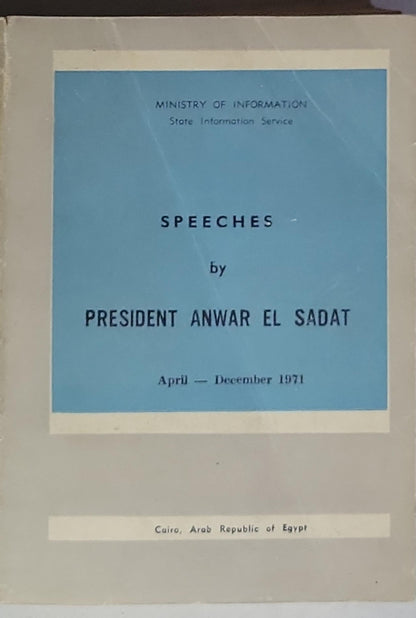 MINISTRY OF INFORMATION
State Information Service
SPEECHES
by
PRESIDENT ANWAR EL SADAT
April — December 1971
Cairo, Arab Republic of Egypt